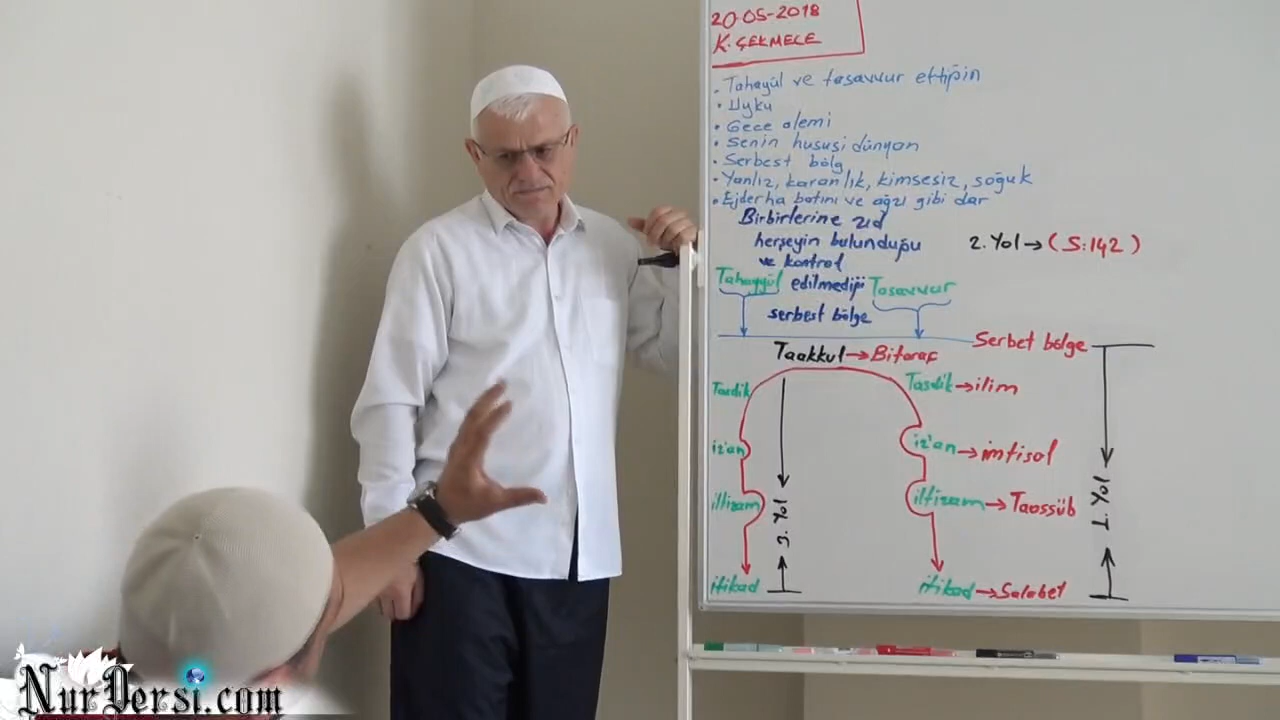 20-05-2018
K. ÇEKMECE
. Tahayül ve tasavvur ettiğin
• Uyku
• Gece alemi
• Senin hususi dünyan
• Serbest bölg
• Yanlız, karanlık, kimsesiz, soğuk
• Ejderha batını ve ağzı gibi dar
Birbirlerine zıd
herşeyin bulunduğu
ve kontrol
edilmediği
serbest bölge
2. Yol → (S:142)
Tahayyül
Tasavvur
Serbet bölge
Taakkul → Bitaraf
Tasdik
Tasdik → ilim
iz'an
iz'an → imtisal
iltizam
iltizam → Taassüb
itikad
itikad → Salabet
3. Yol
1. Yol
NurDersi.com